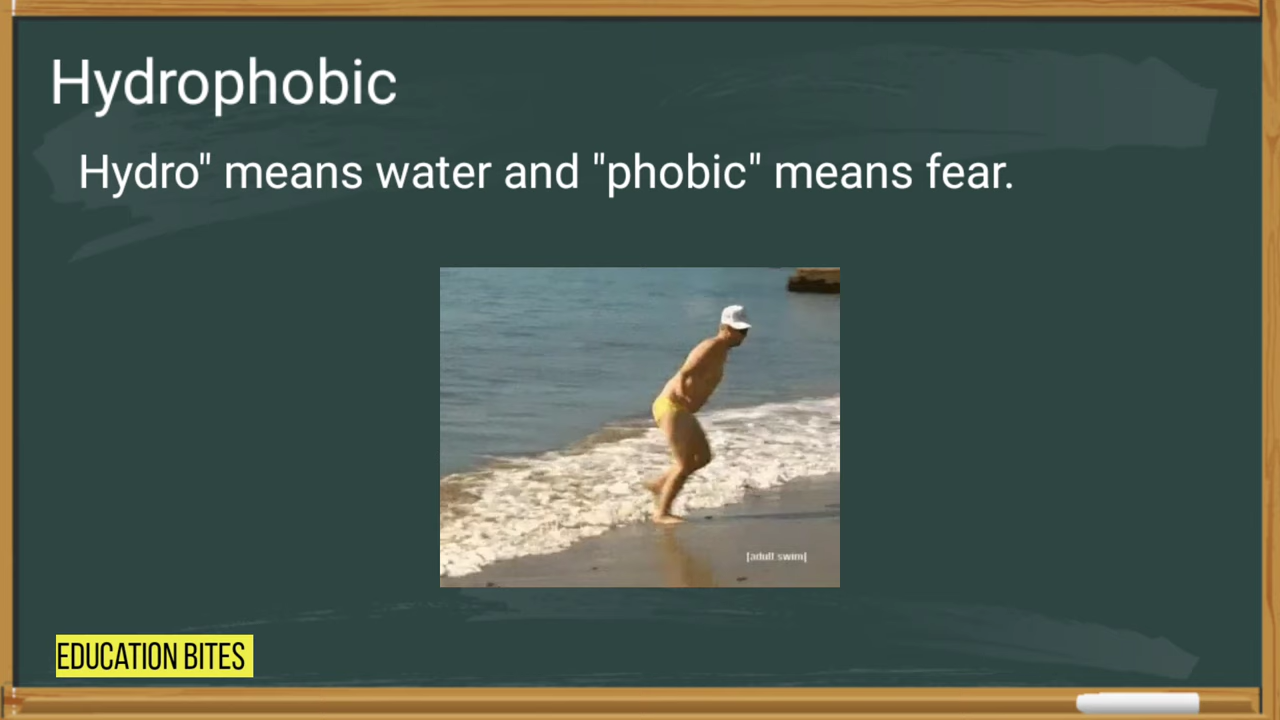 Hydrophobic
Hydro" means water and "phobic" means fear.
[adult swim]
EDUCATION BITES